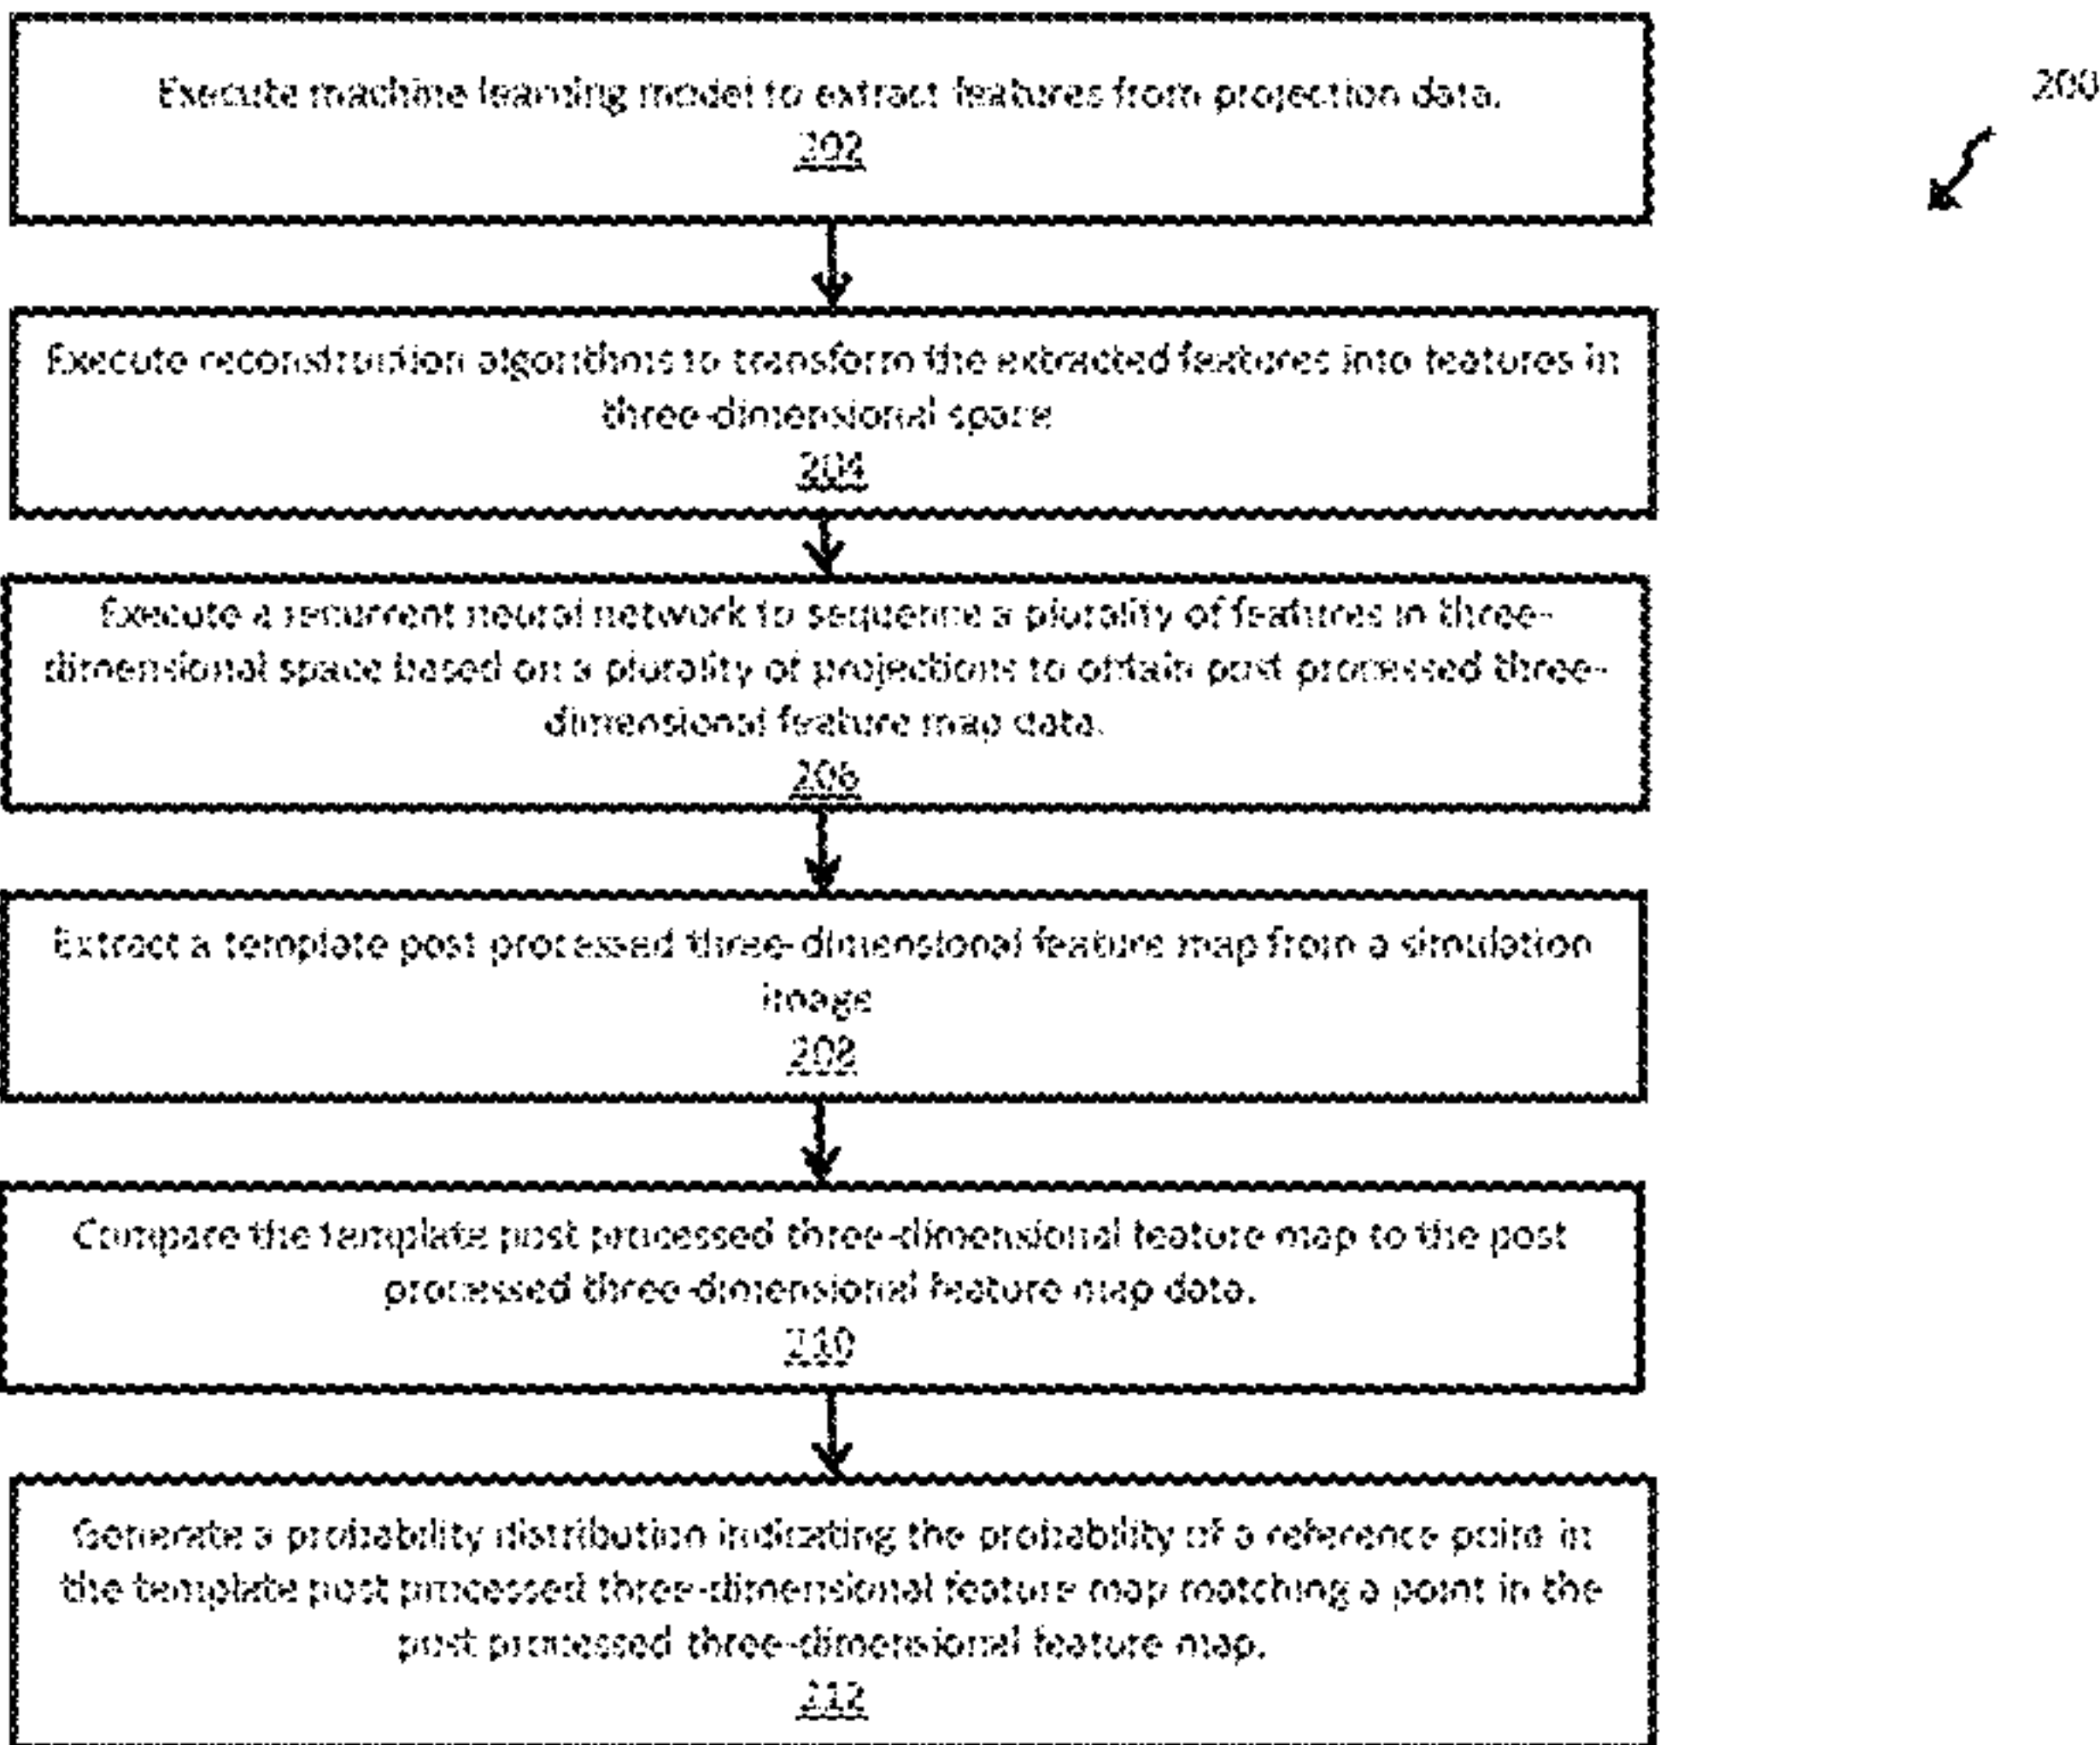 Execute machine learning model to extract features from projection data.
202
200
Execute reconstruction algorithms to transform the extracted features into features in
three-dimensional space
204
Execute a recurrent neural network to sequence a plurality of features in three-
dimensional space based on a plurality of projections to obtain post processed three-
dimensional feature map data.
206
Extract a template post processed three-dimensional feature map from a simulation
image
208
Compare the template post processed three-dimensional feature map to the post
processed three-dimensional feature map data.
210
Generate a probability distribution indicating the probability of a reference point in
the template post processed three-dimensional feature map matching a point in the
post processed three-dimensional feature map.
212